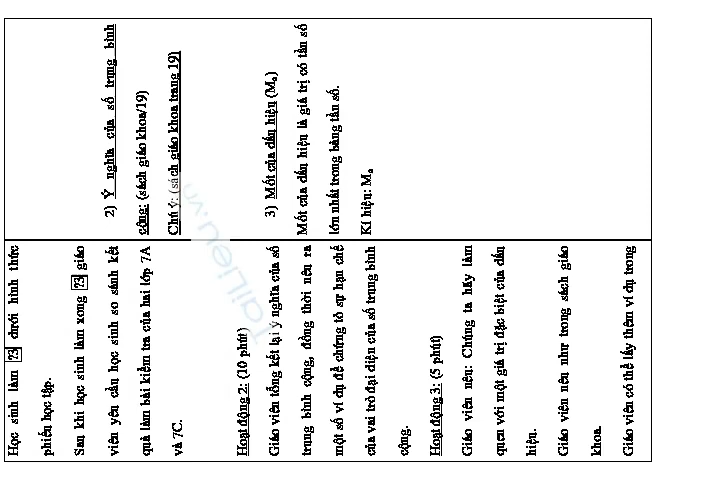 Học sinh làm ?3 dưới hình thức
phiếu học tập.
Sau khi học sinh làm xong ?3 giáo
viên yêu cầu học sinh so sánh kết
quả làm bài kiểm tra của hai lớp 7A
và 7C.
Hoạt động 2: (10 phút)
Giáo viên tổng kết lại ý nghĩa của số
trung bình cộng, đồng thời nêu ra
một số ví dụ để chứng tỏ sự hạn chế
của vai trò đại diện của số trung bình
cộng.
Hoạt động 3: (5 phút)
Giáo viên nêu: Chúng ta hãy làm
quen với một giá trị đặc biệt của dấu
hiệu.
Giáo viên nêu như trong sách giáo
khoa.
Giáo viên có thể lấy thêm ví dụ trong
2) Ý nghĩa của số trung bình
cộng: (sách giáo khoa/19)
Chú ý: (sách giáo khoa trang 19)
3) Mốt của dấu hiệu (M₀)
Mốt của dấu hiệu là giá trị có tần số
lớn nhất trong bảng tần số.
Kí hiệu: M₀
TaiLieu.vn